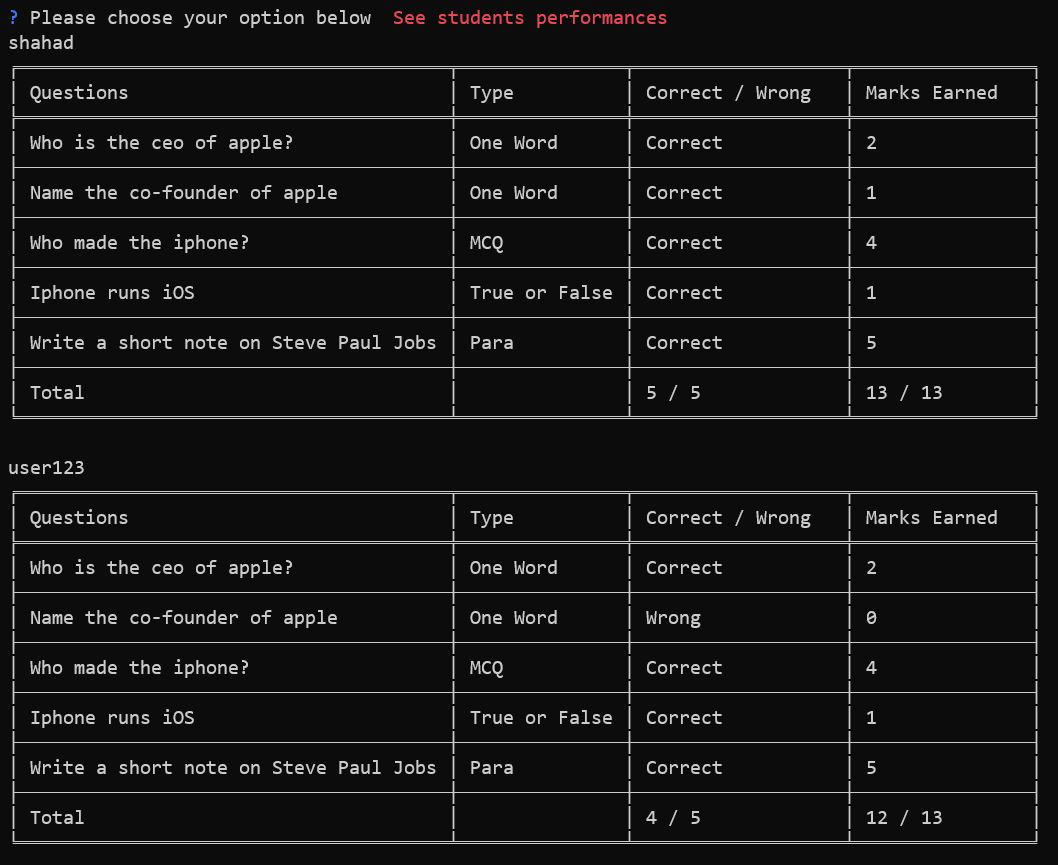 ? Please choose your option below  See students performances
shahad
Questions Type Correct / Wrong Marks Earned
Who is the ceo of apple? One Word Correct 2
Name the co-founder of apple One Word Correct 1
Who made the iphone? MCQ Correct 4
Iphone runs iOS True or False Correct 1
Write a short note on Steve Paul Jobs Para Correct 5
Total 5 / 5 13 / 13
user123
Questions Type Correct / Wrong Marks Earned
Who is the ceo of apple? One Word Correct 2
Name the co-founder of apple One Word Wrong 0
Who made the iphone? MCQ Correct 4
Iphone runs iOS True or False Correct 1
Write a short note on Steve Paul Jobs Para Correct 5
Total 4 / 5 12 / 13